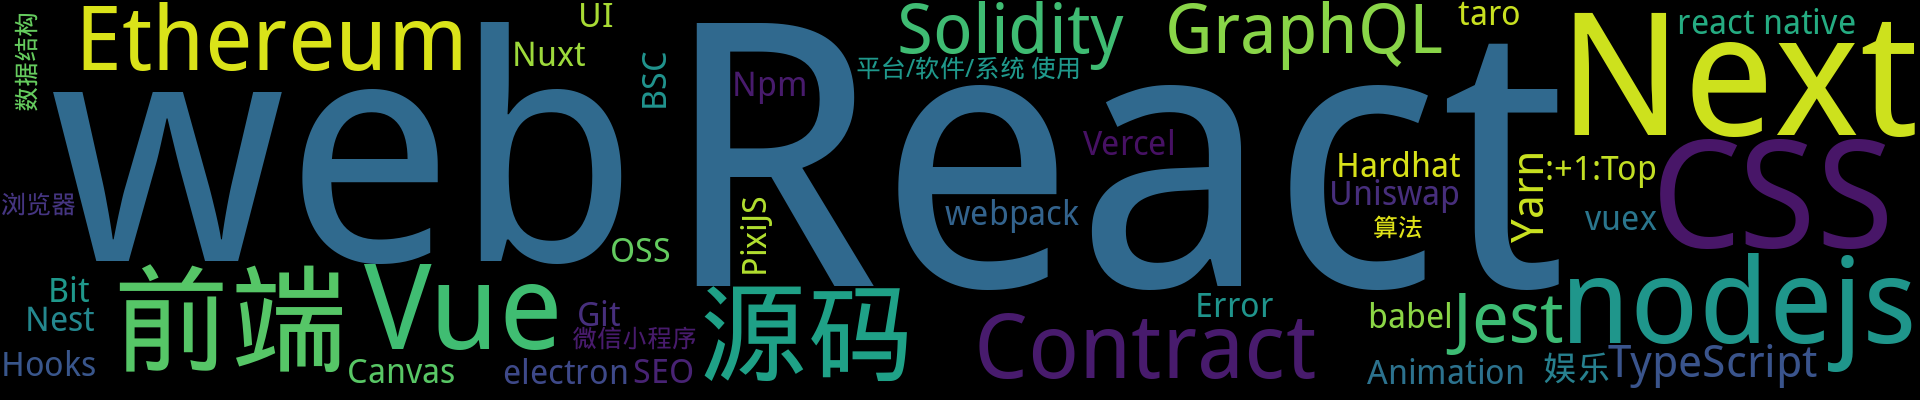 数据结构
Ethereum
UI
Nuxt
BSC
web
React
Npm
Solidity
平台/软件/系统 使用
GraphQL
taro
react native
Next
Vercel
Hardhat
Uniswap
算法
Yarn
:+1:Top
CSS
vuex
浏览器
webpack
PixiJS
OSS
Bit
Nest
Hooks
前端
Vue
Canvas
Git
微信小程序
electron
SEO
源码
Contract
Error
babel
Jest
nodejs
Animation
娱乐
TypeScript